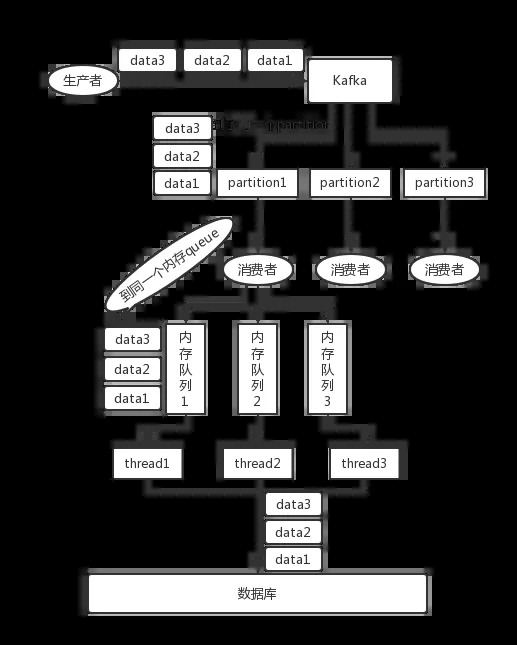 data3 data2 data1
生产者
Kafka
data3
data2
data1
partition1 partition2 partition3
到同一个内存queue
消费者 消费者 消费者
data3
data2
data1
内存队列1 内存队列2 内存队列3
thread1 thread2 thread3
data3
data2
data1
数据库